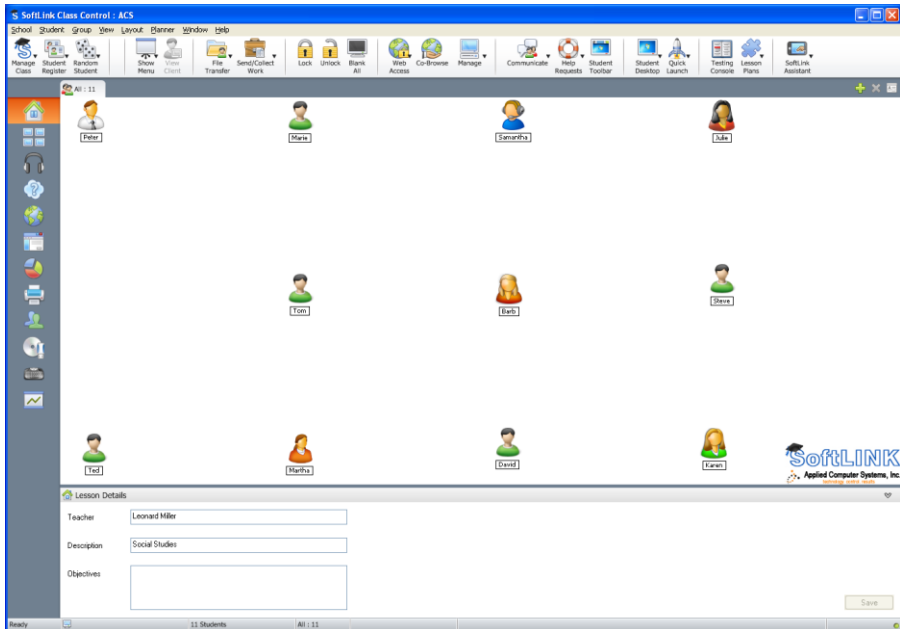 SoftLink Class Control : ACS
School Student Group View Layout Planner Window Help
Manage Class
Student Register
Random Student
Show Menu
View Client
File Transfer
Send/Collect Work
Lock
Unlock
Blank All
Web Access
Co-Browse
Manage
Communicate
Help Requests
Student Toolbar
Student Desktop
Quick Launch
Testing Console
Lesson Plans
SoftLink Assistant
All : 11
Peter
Marie
Samantha
Julie
Tom
Barb
Steve
Ted
Martha
David
Karen
SoftLINK
Applied Computer Systems, Inc.
technology. control. results.
Lesson Details
Teacher
Leonard Miller
Description
Social Studies
Objectives
Save
Ready
11 Students
All : 11